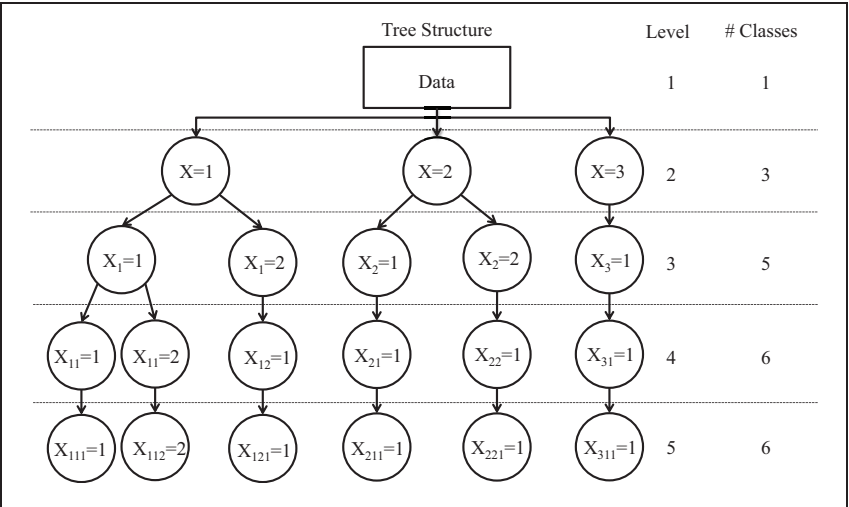 Tree Structure Level # Classes
Data 1 1
X=1 X=2 X=3 2 3
X₁=1 X₁=2 X₂=1 X₂=2 X₃=1 3 5
X₁₁=1 X₁₁=2 X₁₂=1 X₂₁=1 X₂₂=1 X₃₁=1 4 6
X₁₁₁=1 X₁₁₂=2 X₁₂₁=1 X₂₁₁=1 X₂₂₁=1 X₃₁₁=1 5 6